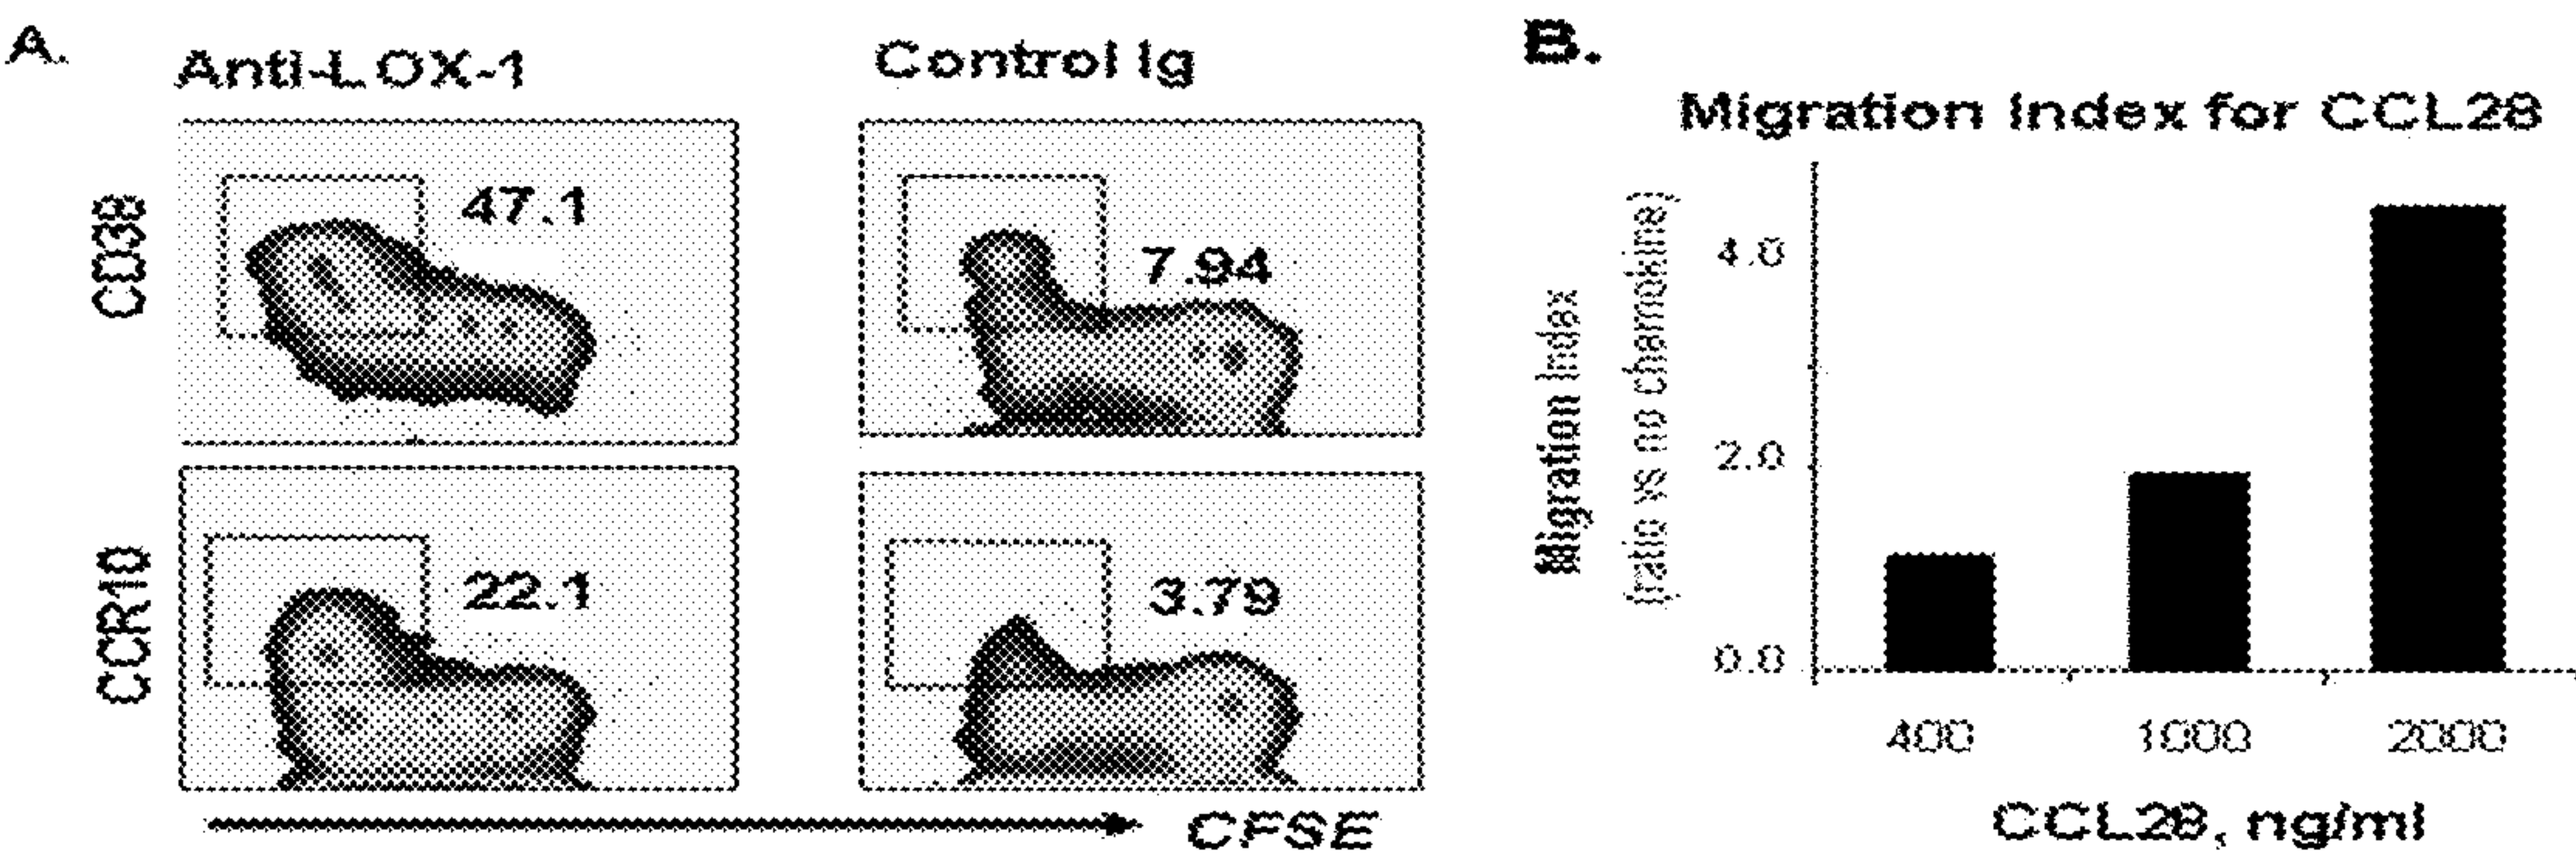 A.
Anti-LOX-1
Control Ig
CD38
47.1
7.94
CCR10
22.1
3.79
CFSE
B.
Migration Index for CCL28
Migration Index
(ratio vs no chemokine)
4.0
2.0
0.0
400 1000 2000
CCL28, ng/ml